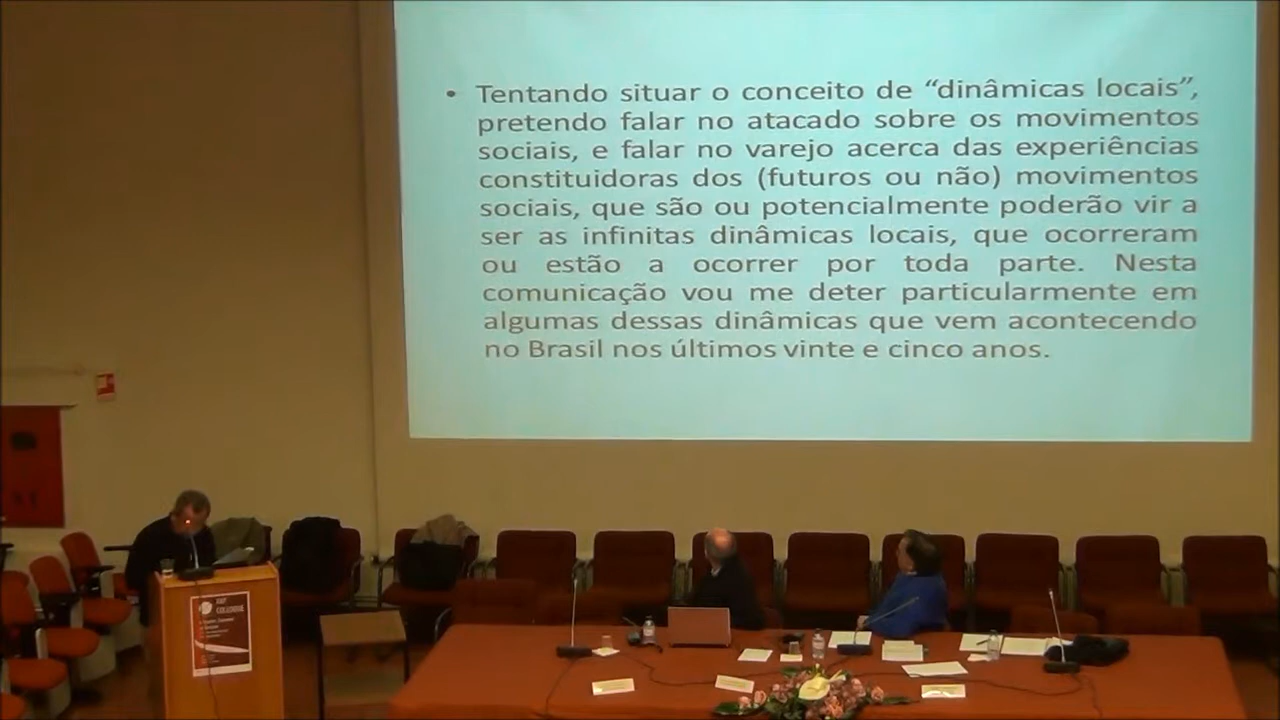 • Tentando situar o conceito de “dinâmicas locais”,
pretendo falar no atacado sobre os movimentos
sociais, e falar no varejo acerca das experiências
constituidoras dos (futuros ou não) movimentos
sociais, que são ou potencialmente poderão vir a
ser as infinitas dinâmicas locais, que ocorreram
ou estão a ocorrer por toda parte. Nesta
comunicação vou me deter particularmente em
algumas dessas dinâmicas que vem acontecendo
no Brasil nos últimos vinte e cinco anos.
COLLOQUE